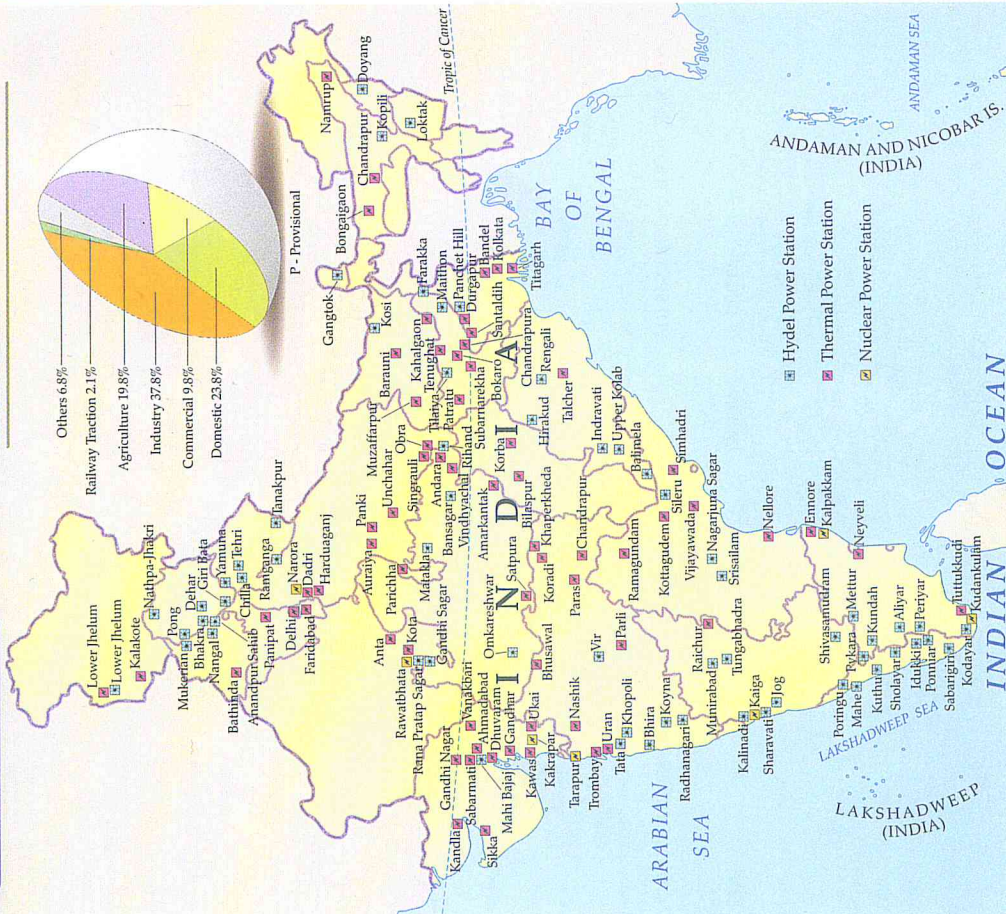 Others 6.8%
Railway Traction 2.1%
Agriculture 19.8%
Industry 37.8%
Commercial 9.8%
Domestic 23.8%
P - Provisional
Lower Jhelum
Lower Jhelum
Kalakote
Nathpa-Jhakri
Pong
Mukerian
Dehar
Bhakra
Giri Bata
Nangal
Yamuna
Anandpur Sahib
Chilla
Tehri
Bathinda
Panipat
Ramganga
Tanakpur
Delhi
Narora
Dadri
Faridabad
Harduaganj
Anta
Auraiya
Panki
Parichha
Unchahar
Rawatbhata
Kota
Rana Pratap Sagar
Gandhi Sagar
Matakla
Singrauli
Obra
Muzaffarpur
Barauni
Kosi
Gangtok
Bongaigaon
Chandrapur
Namrup
Doyang
Kopili
Loktak
Tropic of Cancer
Andara
Rihand
Bansagar
Vindhyachul
Kahalgaon
Tenughat
Tilaiya
Patratu
Subarnarekha
Farakka
Maithon
Panchet Hill
Durgapur
Bandel
Santaldih
Kolkata
Titagarh
Bokaro
Chandrapura
Gandhi Nagar
Vanakbari
Sabarmati
Ahmadabad
Dhuvaram
Mahi Bajaj
Gandhar
Kandla
Sikka
Kawas
Ukai
Kakrapar
Omkareshwar
Satpura
Amarkantak
Korba
Bilaspur
Hirakud
Rengali
Talcher
INDIA
Bhusawal
Koradi
Khaperkheda
Chandrapur
Paras
Nashik
Tarapur
Trombay
Uran
Tata
Khopoli
Bhira
Koyna
Vir
Parli
Ramagundam
Kottagudem
Indravati
Upper Kolab
Balimela
Sileru
Simhadri
Vijayawada
Nagarjuna Sagar
Srisailam
Radhanagari
Raichur
Munirabad
Tungabhadra
Kalinadi
Kaiga
Sharavati
Jog
Nellore
Ennore
Kalpakkam
Neyveli
Shivasamudram
Mettur
Pykara
Kundah
Poringu
Mahe
Kuthu
Aliyar
Sholayar
Periyar
Idukki
Poniar
Sabarigiri
Kodayar
Tuttukkudi
Kudankulam
BAY
OF
BENGAL
ARABIAN
SEA
LAKSHADWEEP SEA
LAKSHADWEEP
(INDIA)
INDIAN OCEAN
ANDAMAN SEA
ANDAMAN AND NICOBAR IS.
(INDIA)
Hydel Power Station
Thermal Power Station
Nuclear Power Station